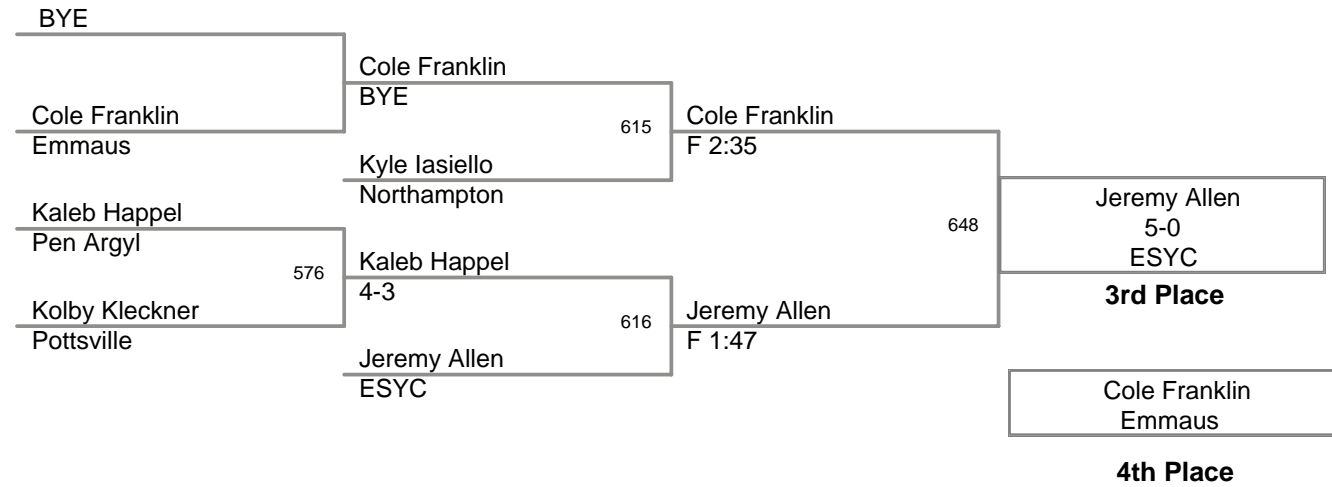 BYE
Cole Franklin
BYE
Cole Franklin
Emmaus
615
Cole Franklin
F 2:35
Kyle Iasiello
Northampton
Kaleb Happel
Pen Argyl
648
Jeremy Allen
5-0
ESYC
3rd Place
576
Kaleb Happel
4-3
Kolby Kleckner
Pottsville
616
Jeremy Allen
F 1:47
Jeremy Allen
ESYC
Cole Franklin
Emmaus
4th Place